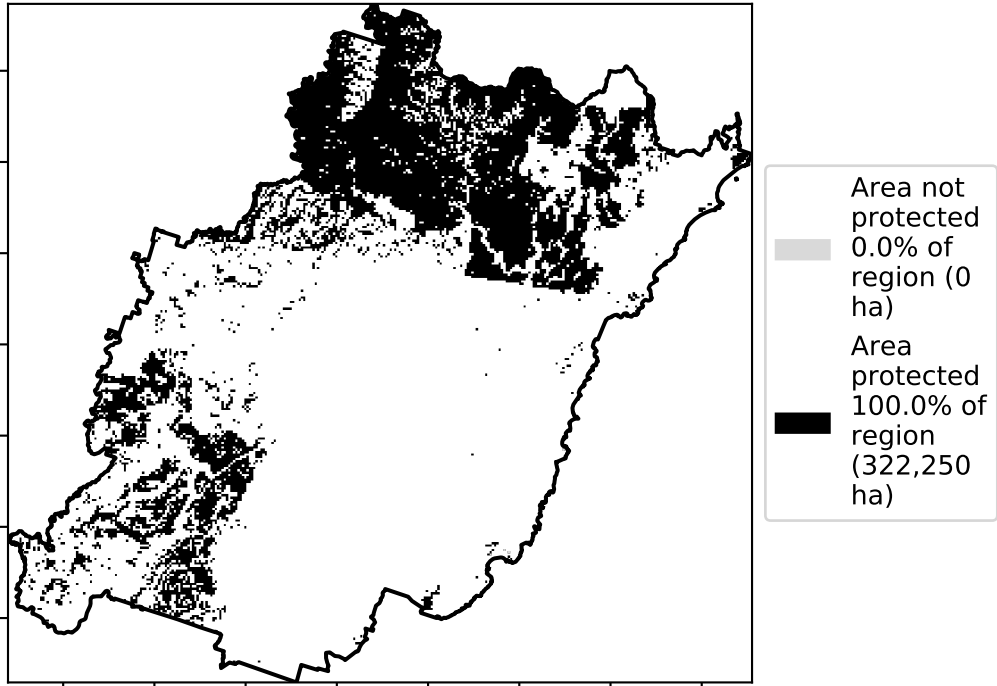 Area not
protected
0.0% of
region (0
ha)
Area
protected
100.0% of
region
(322,250
ha)